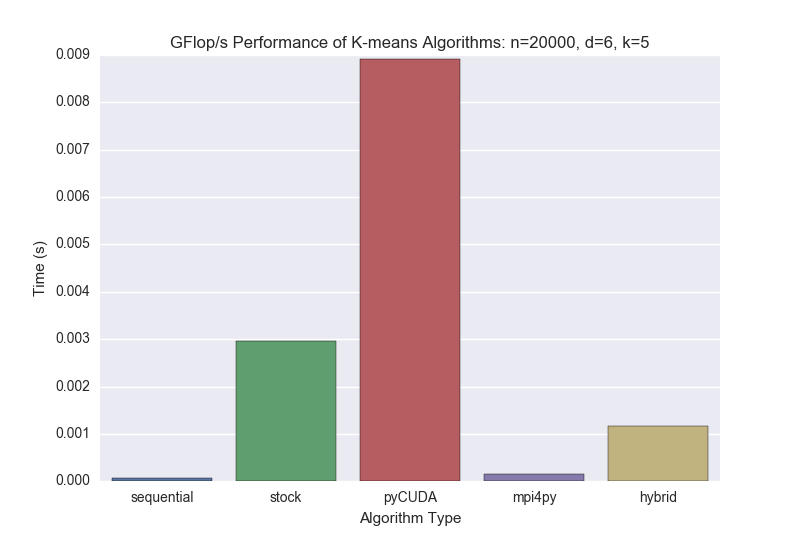 GFlop/s Performance of K-means Algorithms: n=20000, d=6, k=5
0.009
0.008
0.007
0.006
0.005
0.004
0.003
0.002
0.001
0.000
Time (s)
sequential stock pyCUDA mpi4py hybrid
Algorithm Type